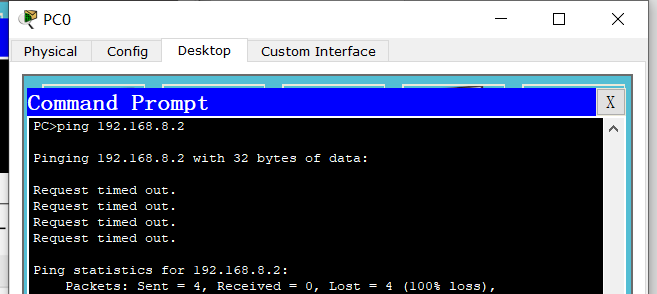 PC0
Physical Config Desktop Custom Interface
Command Prompt X
PC>ping 192.168.8.2
Pinging 192.168.8.2 with 32 bytes of data:
Request timed out.
Request timed out.
Request timed out.
Request timed out.
Ping statistics for 192.168.8.2:
Packets: Sent = 4, Received = 0, Lost = 4 (100% loss),